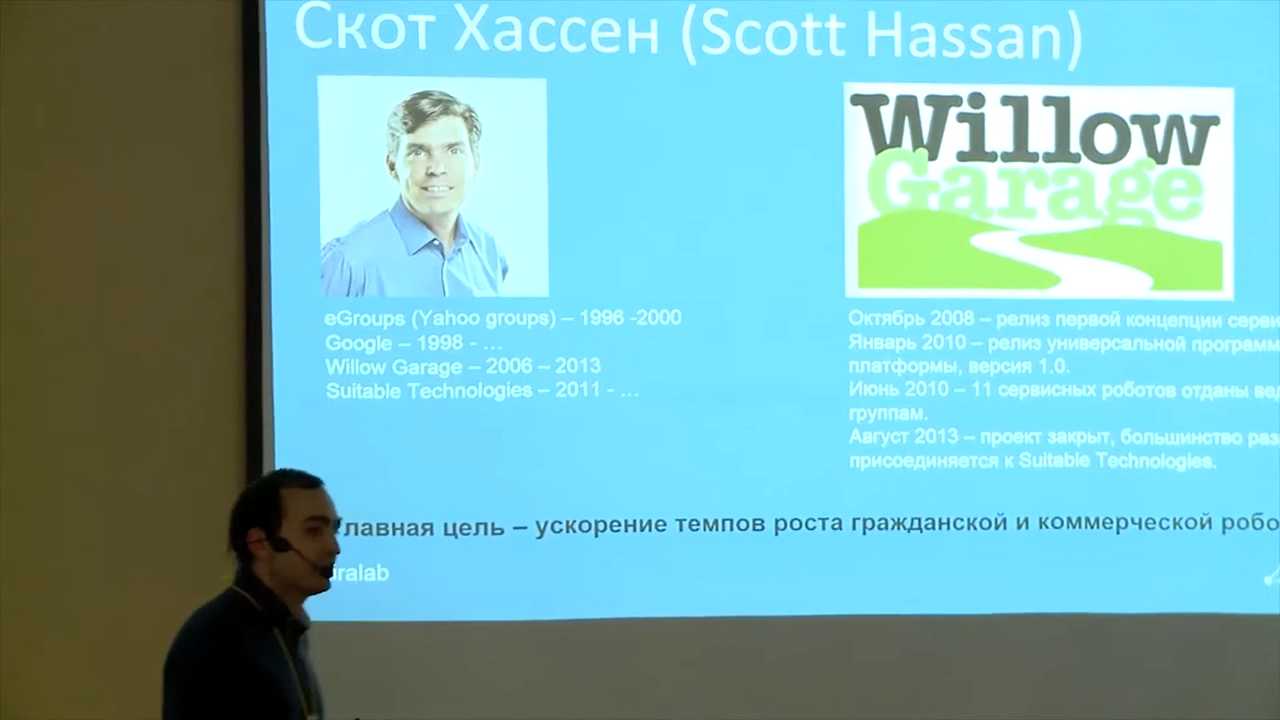 Скот Хассен (Scott Hassan)
Willow
Garage
eGroups (Yahoo groups) – 1996 -2000
Google – 1998 - ...
Willow Garage – 2006 – 2013
Suitable Technologies – 2011 - ...
Октябрь 2008 – релиз первой концепции серви
Январь 2010 – релиз универсальной програм
платформы, версия 1.0.
Июнь 2010 – 11 сервисных роботов отданы ве
группам.
Август 2013 – проект закрыт, большинство раз
присоединяется к Suitable Technologies.
лавная цель – ускорение темпов роста гражданской и коммерческой робо
ralab